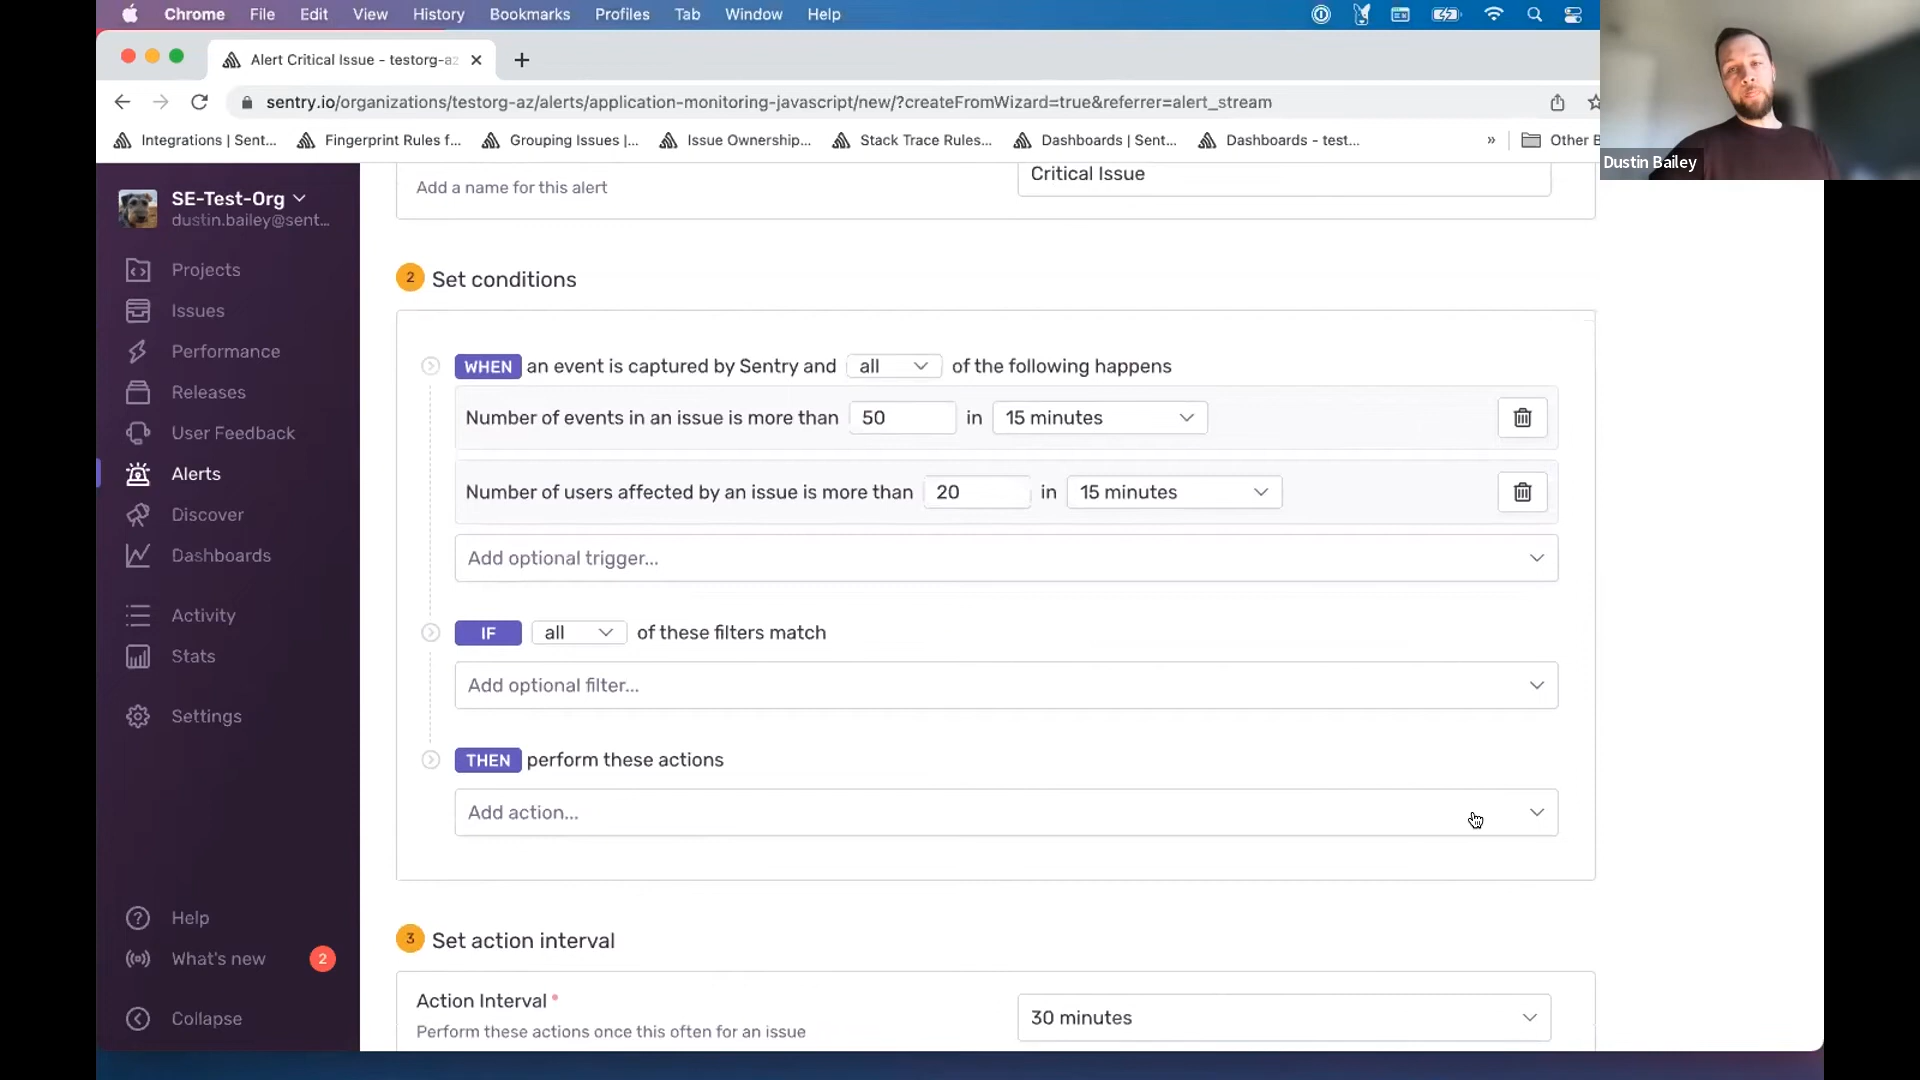 Chrome File Edit View History Bookmarks Profiles Tab Window Help
Alert Critical Issue - testorg-az
sentry.io/organizations/testorg-az/alerts/application-monitoring-javascript/new/?createFromWizard=true&referrer=alert_stream
Integrations | Sent... Fingerprint Rules f... Grouping Issues |... Issue Ownership... Stack Trace Rules... Dashboards | Sent... Dashboards - test... » Other B
Dustin Bailey
SE-Test-Org
dustin.bailey@sent...
Projects
Issues
Performance
Releases
User Feedback
Alerts
Discover
Dashboards
Activity
Stats
Settings
Help
What's new 2
Collapse
Add a name for this alert
Critical Issue
2 Set conditions
WHEN an event is captured by Sentry and all of the following happens
Number of events in an issue is more than 50 in 15 minutes
Number of users affected by an issue is more than 20 in 15 minutes
Add optional trigger...
IF all of these filters match
Add optional filter...
THEN perform these actions
Add action...
3 Set action interval
Action Interval *
Perform these actions once this often for an issue
30 minutes